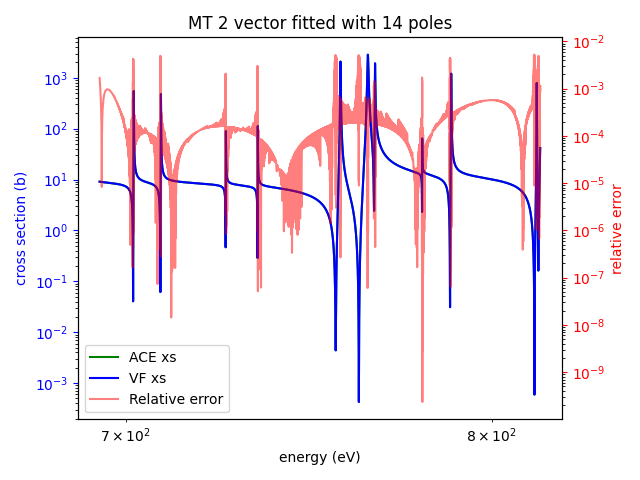 MT 2 vector fitted with 14 poles
10³
10²
10¹
10⁰
10⁻¹
10⁻²
10⁻³
cross section (b)
10⁻²
10⁻³
10⁻⁴
10⁻⁵
10⁻⁶
10⁻⁷
10⁻⁸
10⁻⁹
relative error
ACE xs
VF xs
Relative error
7 × 10² 8 × 10²
energy (eV)